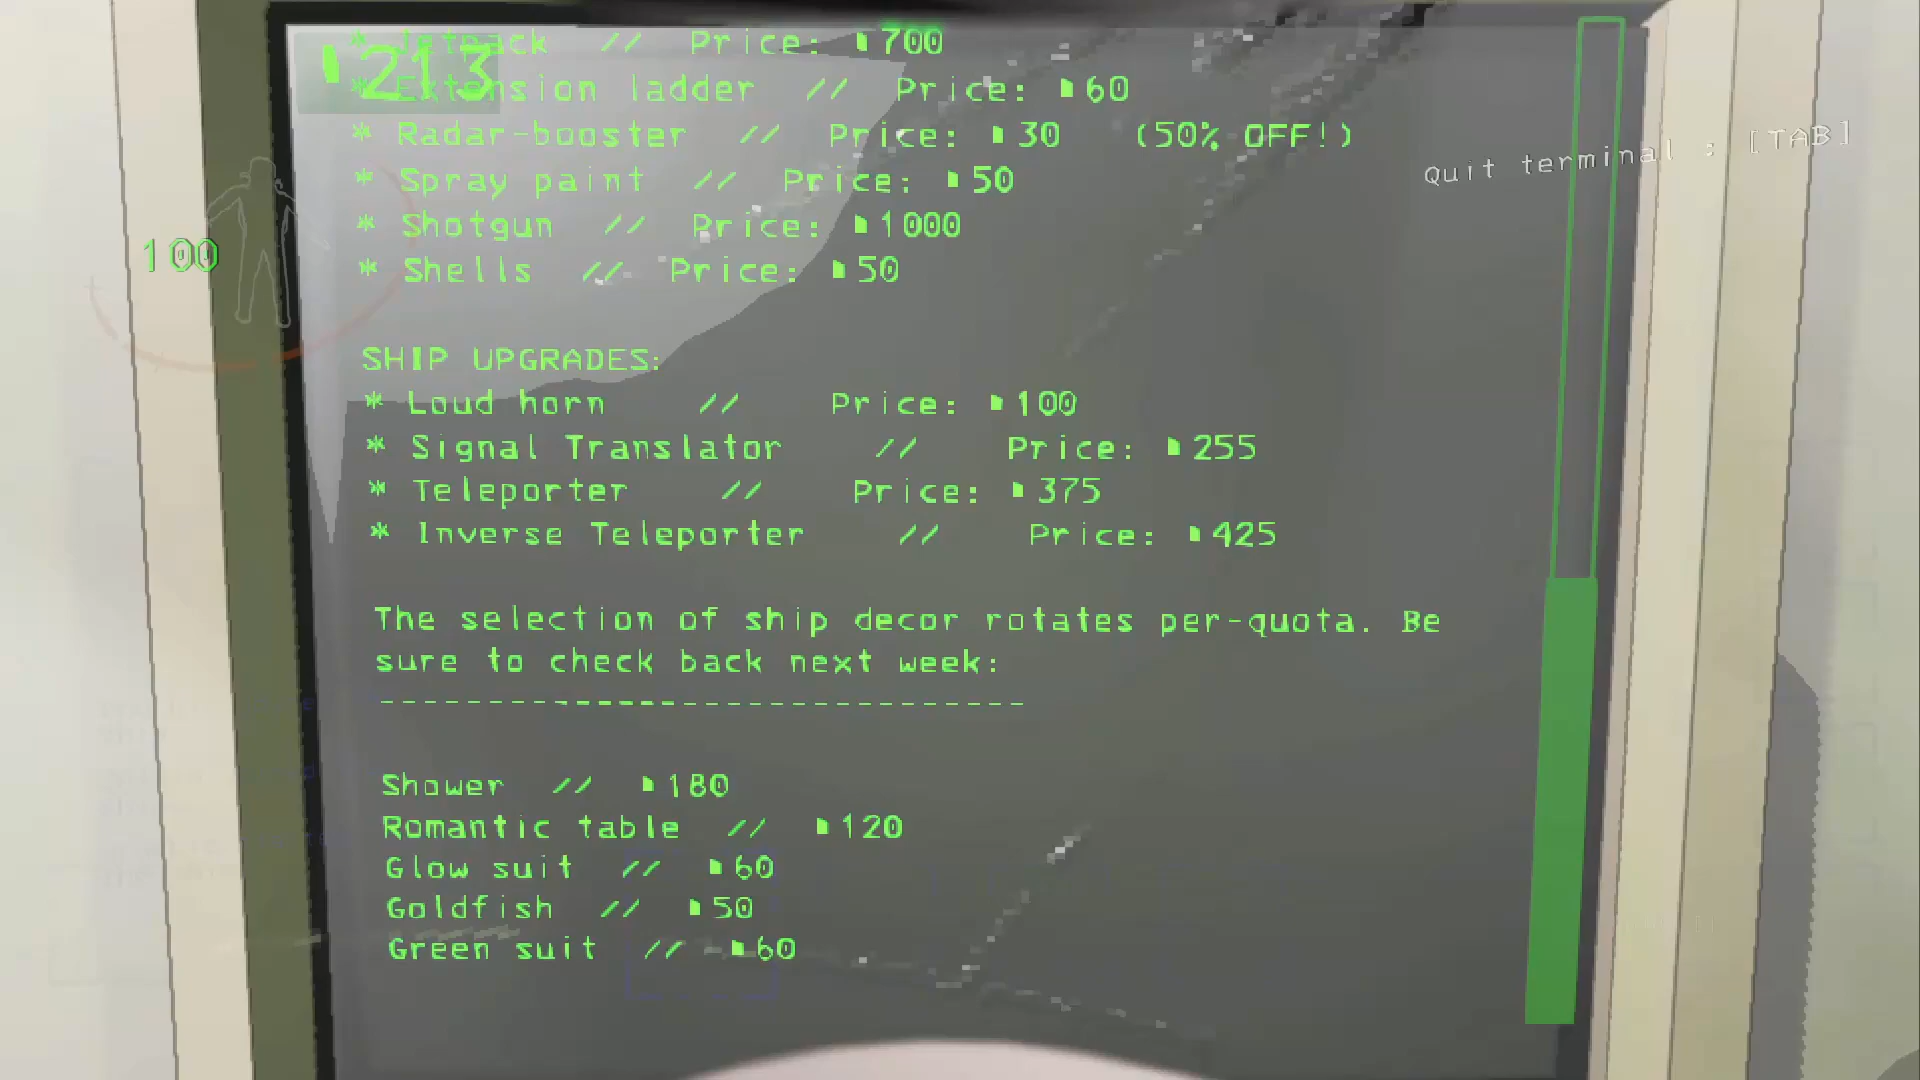 * Jetpack // Price: ▮700
▮213
* Extension ladder // Price: ▮60
* Radar-booster // Price: ▮30 (50% OFF!)
Quit terminal : [TAB]
* Spray paint // Price: ▮50
* Shotgun // Price: ▮1000
100
* Shells // Price: ▮50
SHIP UPGRADES:
* Loud horn // Price: ▮100
* Signal Translator // Price: ▮255
* Teleporter // Price: ▮375
* Inverse Teleporter // Price: ▮425
The selection of ship decor rotates per-quota. Be
sure to check back next week:
------------------------------
Shower // ▮180
Romantic table // ▮120
Glow suit // ▮60
Goldfish // ▮50
Green suit // ▮60